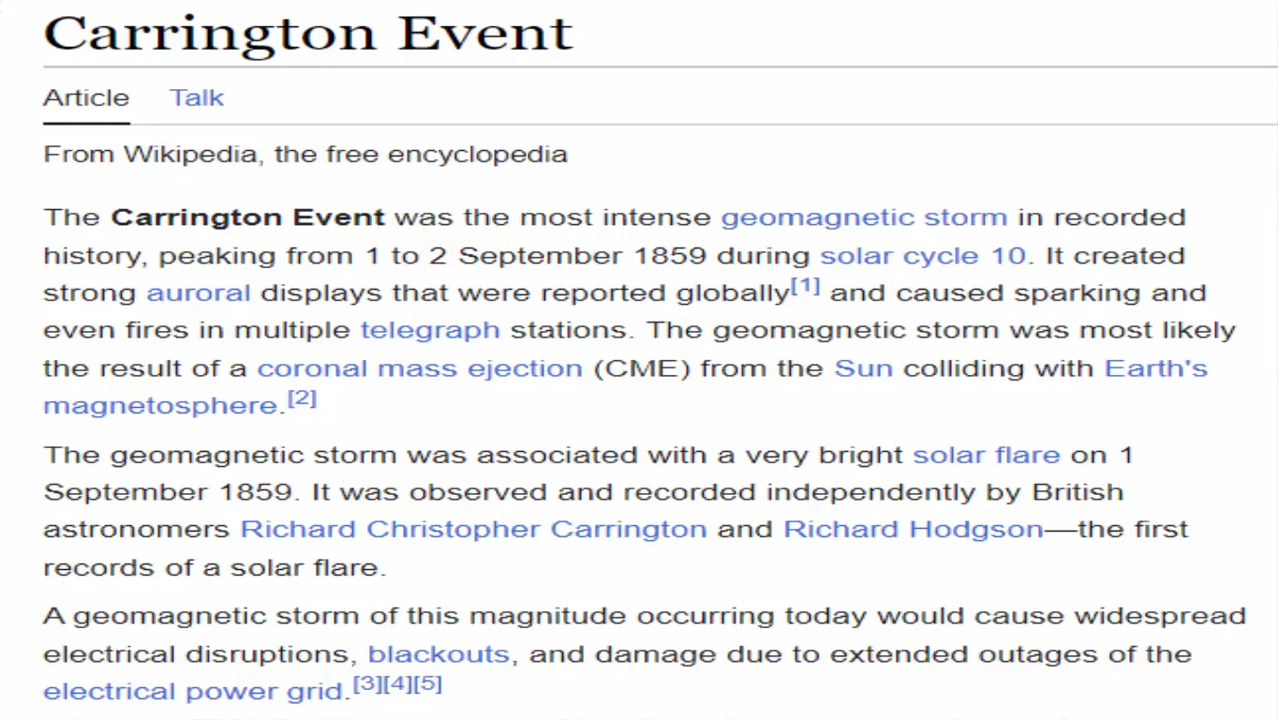 Carrington Event
Article Talk
From Wikipedia, the free encyclopedia
The Carrington Event was the most intense geomagnetic storm in recorded
history, peaking from 1 to 2 September 1859 during solar cycle 10. It created
strong auroral displays that were reported globally[1] and caused sparking and
even fires in multiple telegraph stations. The geomagnetic storm was most likely
the result of a coronal mass ejection (CME) from the Sun colliding with Earth's
magnetosphere.[2]
The geomagnetic storm was associated with a very bright solar flare on 1
September 1859. It was observed and recorded independently by British
astronomers Richard Christopher Carrington and Richard Hodgson—the first
records of a solar flare.
A geomagnetic storm of this magnitude occurring today would cause widespread
electrical disruptions, blackouts, and damage due to extended outages of the
electrical power grid.[3][4][5]